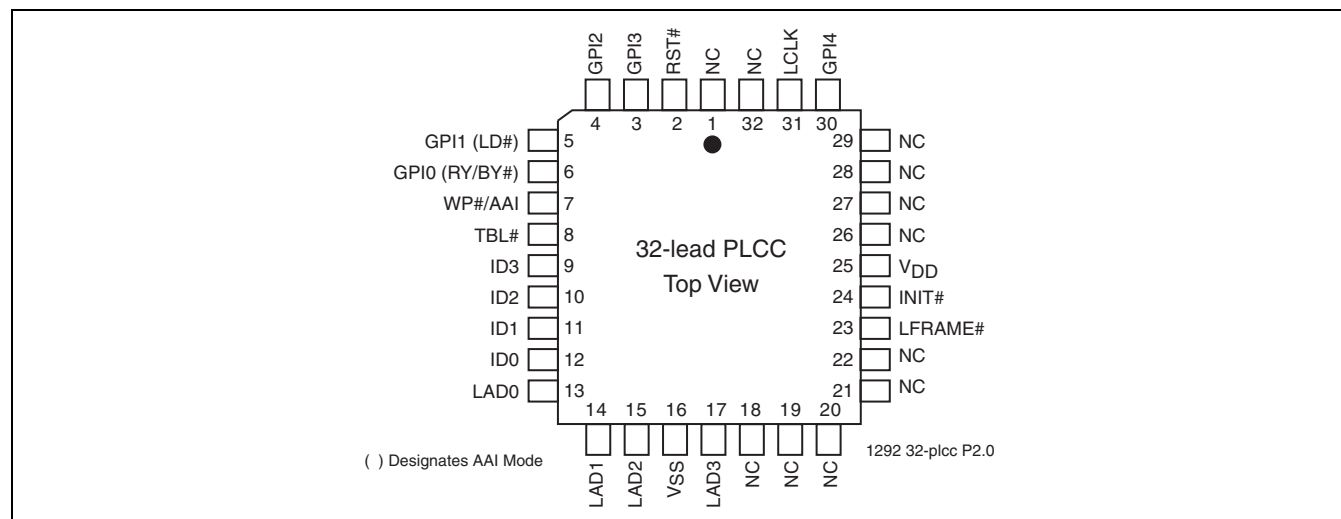 GPI2
GPI3
RST#
NC
NC
LCLK
GPI4
4 3 2 1 32 31 30
GPI1 (LD#) 5
GPI0 (RY/BY#) 6
WP#/AAI 7
TBL# 8
ID3 9
ID2 10
ID1 11
ID0 12
LAD0 13
32-lead PLCC
Top View
29 NC
28 NC
27 NC
26 NC
25 VDD
24 INIT#
23 LFRAME#
22 NC
21 NC
14 15 16 17 18 19 20
LAD1
LAD2
VSS
LAD3
NC
NC
NC
( ) Designates AAI Mode
1292 32-plcc P2.0